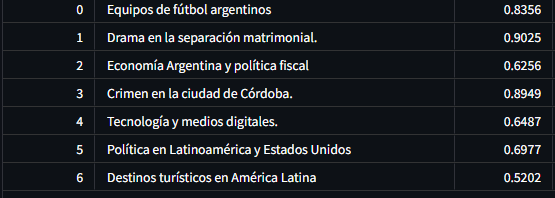 0 Equipos de fútbol argentinos 0.8356
1 Drama en la separación matrimonial. 0.9025
2 Economía Argentina y política fiscal 0.6256
3 Crimen en la ciudad de Córdoba. 0.8949
4 Tecnología y medios digitales. 0.6487
5 Política en Latinoamérica y Estados Unidos 0.6977
6 Destinos turísticos en América Latina 0.5202